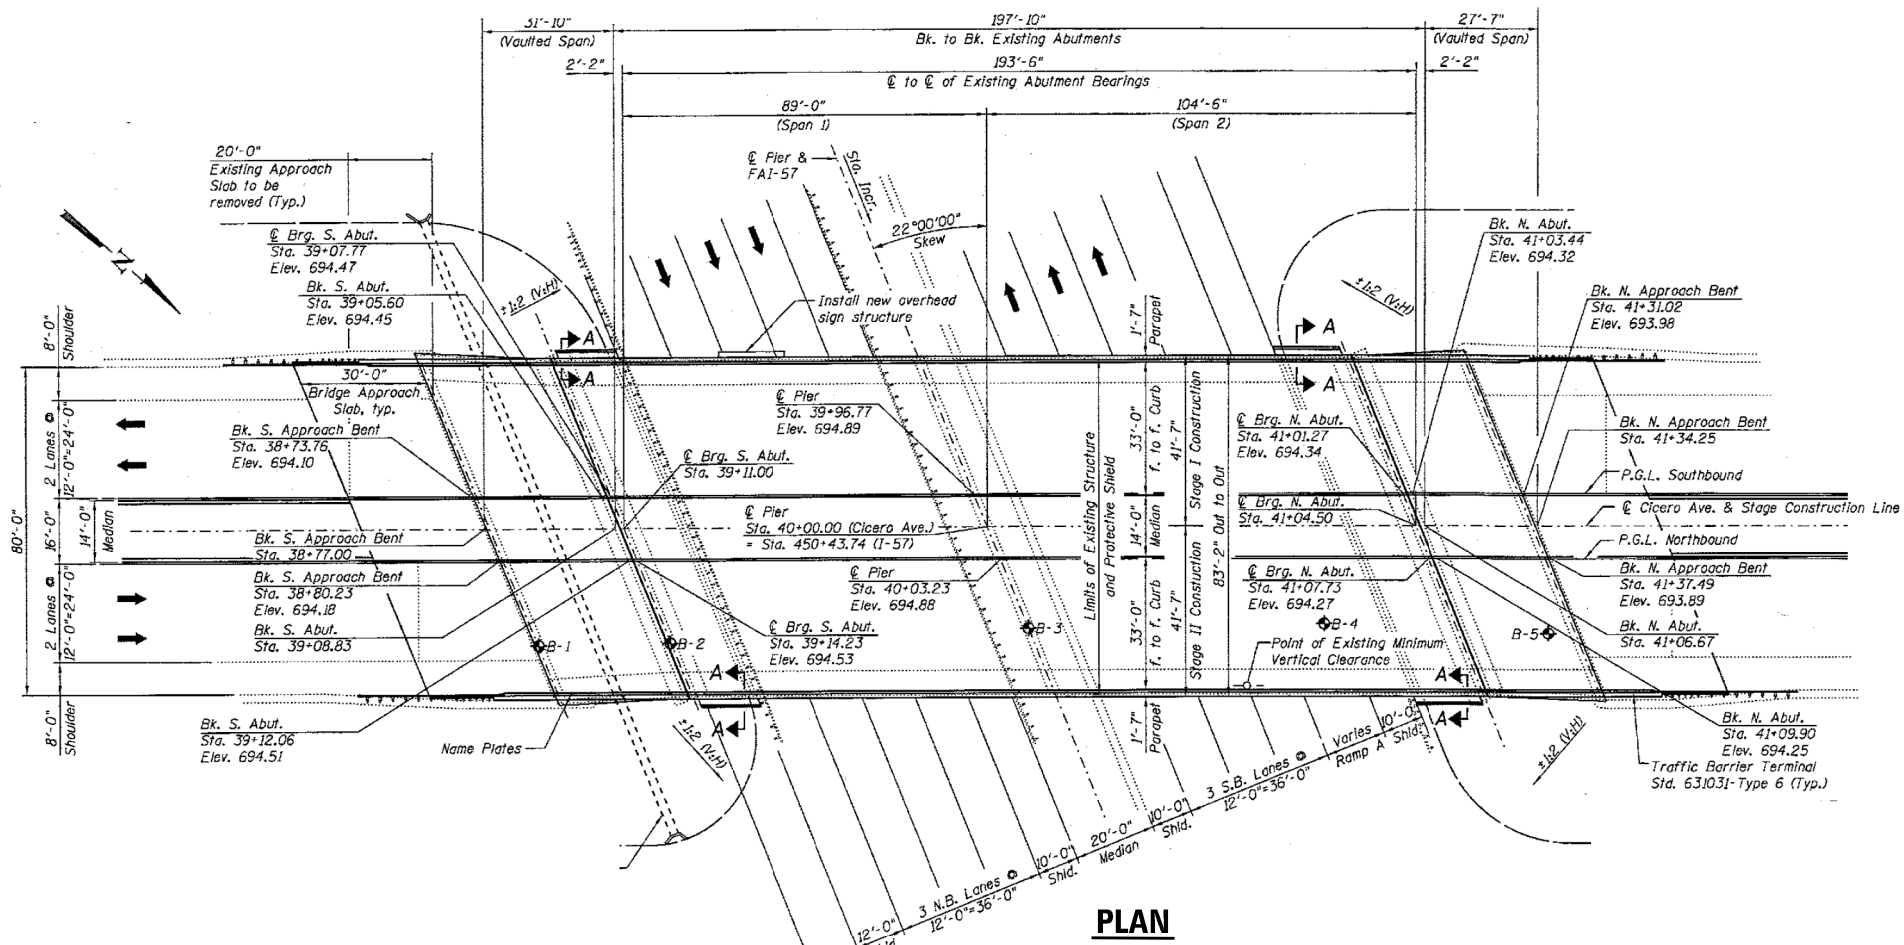 31'-10"
(Vaulted Span)
197'-10"
Bk. to Bk. Existing Abutments
27'-7"
(Vaulted Span)
2'-2"
193'-6"
℄ to ℄ of Existing Abutment Bearings
2'-2"
89'-0"
(Span 1)
104'-6"
(Span 2)
20'-0"
Existing Approach
Slab to be
removed (Typ.)
℄ Pier &
FAI-57
Sta. Incr.
22°00'00"
Skew
N
℄ Brg. S. Abut.
Sta. 39+07.77
Elev. 694.47
Bk. S. Abut.
Sta. 39+05.60
Elev. 694.45
±1:2 (V:H)
Install new overhead
sign structure
Bk. N. Abut.
Sta. 41+03.44
Elev. 694.32
±1:2 (V:H)
Bk. N. Approach Bent
Sta. 41+31.02
Elev. 693.98
8'-0"
Shoulder
A
A
A
A
1'-7"
Parapet
30'-0"
Bridge Approach
Slab, typ.
Bk. S. Approach Bent
Sta. 38+73.76
Elev. 694.10
℄ Pier
Sta. 39+96.77
Elev. 694.89
℄ Brg. S. Abut.
Sta. 39+11.00
℄ Brg. N. Abut.
Sta. 41+01.27
Elev. 694.34
Bk. N. Approach Bent
Sta. 41+34.25
P.G.L. Southbound
2 Lanes @
12'-0"=24'-0"
80'-0"
16'-0"
14'-0"
Median
2 Lanes @
12'-0"=24'-0"
8'-0"
Shoulder
Limits of Existing Structure
and Protective Shield
33'-0"
f. to f. Curb
41'-7"
Stage I Construction
14'-0"
Median
83'-2" Out to Out
33'-0"
f. to f. Curb
41'-7"
Stage II Construction
1'-7"
Parapet
℄ Brg. N. Abut.
Sta. 41+04.50
℄ Cicero Ave. & Stage Construction Line
P.G.L. Northbound
℄ Pier
Sta. 40+00.00 (Cicero Ave.)
= Sta. 450+43.74 (I-57)
Bk. S. Approach Bent
Sta. 38+77.00
Bk. S. Approach Bent
Sta. 38+80.23
Elev. 694.18
Bk. S. Abut.
Sta. 39+08.83
℄ Pier
Sta. 40+03.23
Elev. 694.88
℄ Brg. N. Abut.
Sta. 41+07.73
Elev. 694.27
Bk. N. Approach Bent
Sta. 41+37.49
Elev. 693.89
Bk. N. Abut.
Sta. 41+06.67
℄ Brg. S. Abut.
Sta. 39+14.23
Elev. 694.53
B-1
B-2
B-3
B-4
B-5
Point of Existing Minimum
Vertical Clearance
A
A
A
A
Bk. S. Abut.
Sta. 39+12.06
Elev. 694.51
Name Plates
±1:2 (V:H)
±1:2 (V:H)
Bk. N. Abut.
Sta. 41+09.90
Elev. 694.25
Traffic Barrier Terminal
Std. 631031-Type 6 (Typ.)
12'-0"
3 N.B. Lanes @
12'-0"=36'-0"
10'-0"
Shld.
20'-0"
Median
10'-0"
Shld.
3 S.B. Lanes @
12'-0"=36'-0"
Varies
Ramp A
10'-0"
Shld.
PLAN